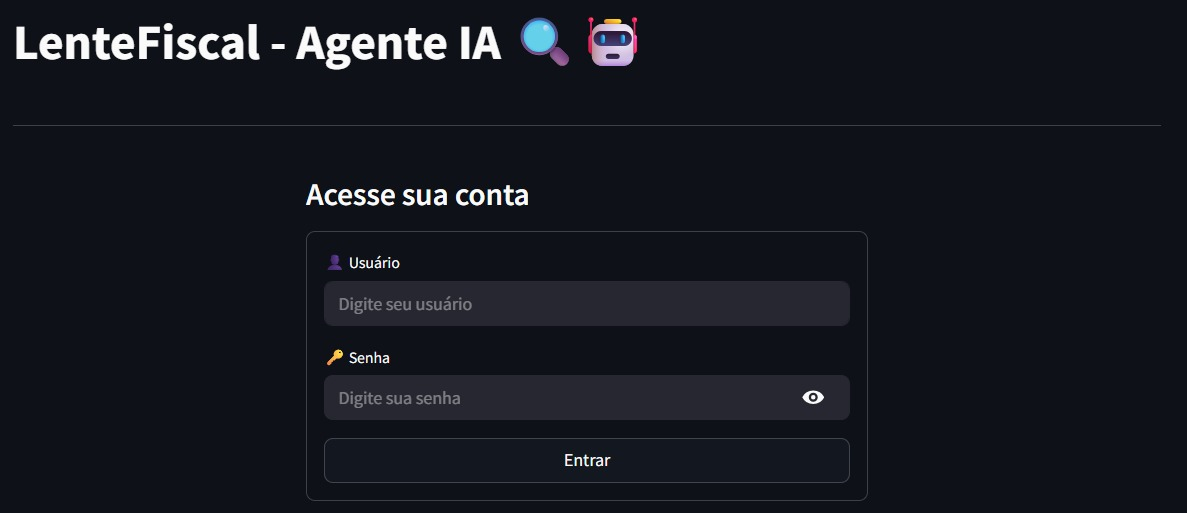 LenteFiscal - Agente IA 🔍 🤖
Acesse sua conta
👤 Usuário
Digite seu usuário
🔑 Senha
Digite sua senha
Entrar